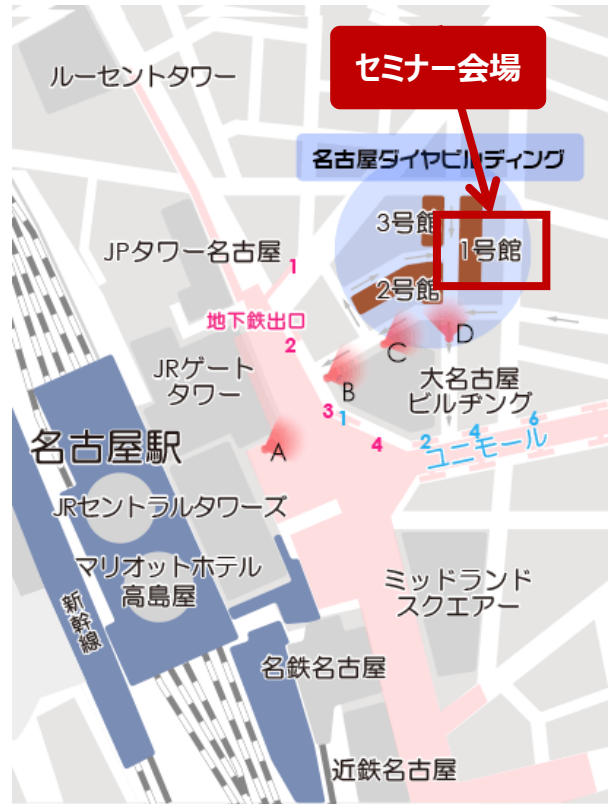 セミナー会場
ルーセントタワー
名古屋ダイヤビルディング
3号館
1号館
JPタワー名古屋
1
2号館
地下鉄出口
2
D
C
JRゲート
タワー
B
大名古屋
ビルヂング
3
1
6
4
4
2
ユニモール
名古屋駅
A
JRセントラルタワーズ
マリオットホテル
高島屋
ミッドランド
スクエアー
新幹線
名鉄名古屋
近鉄名古屋